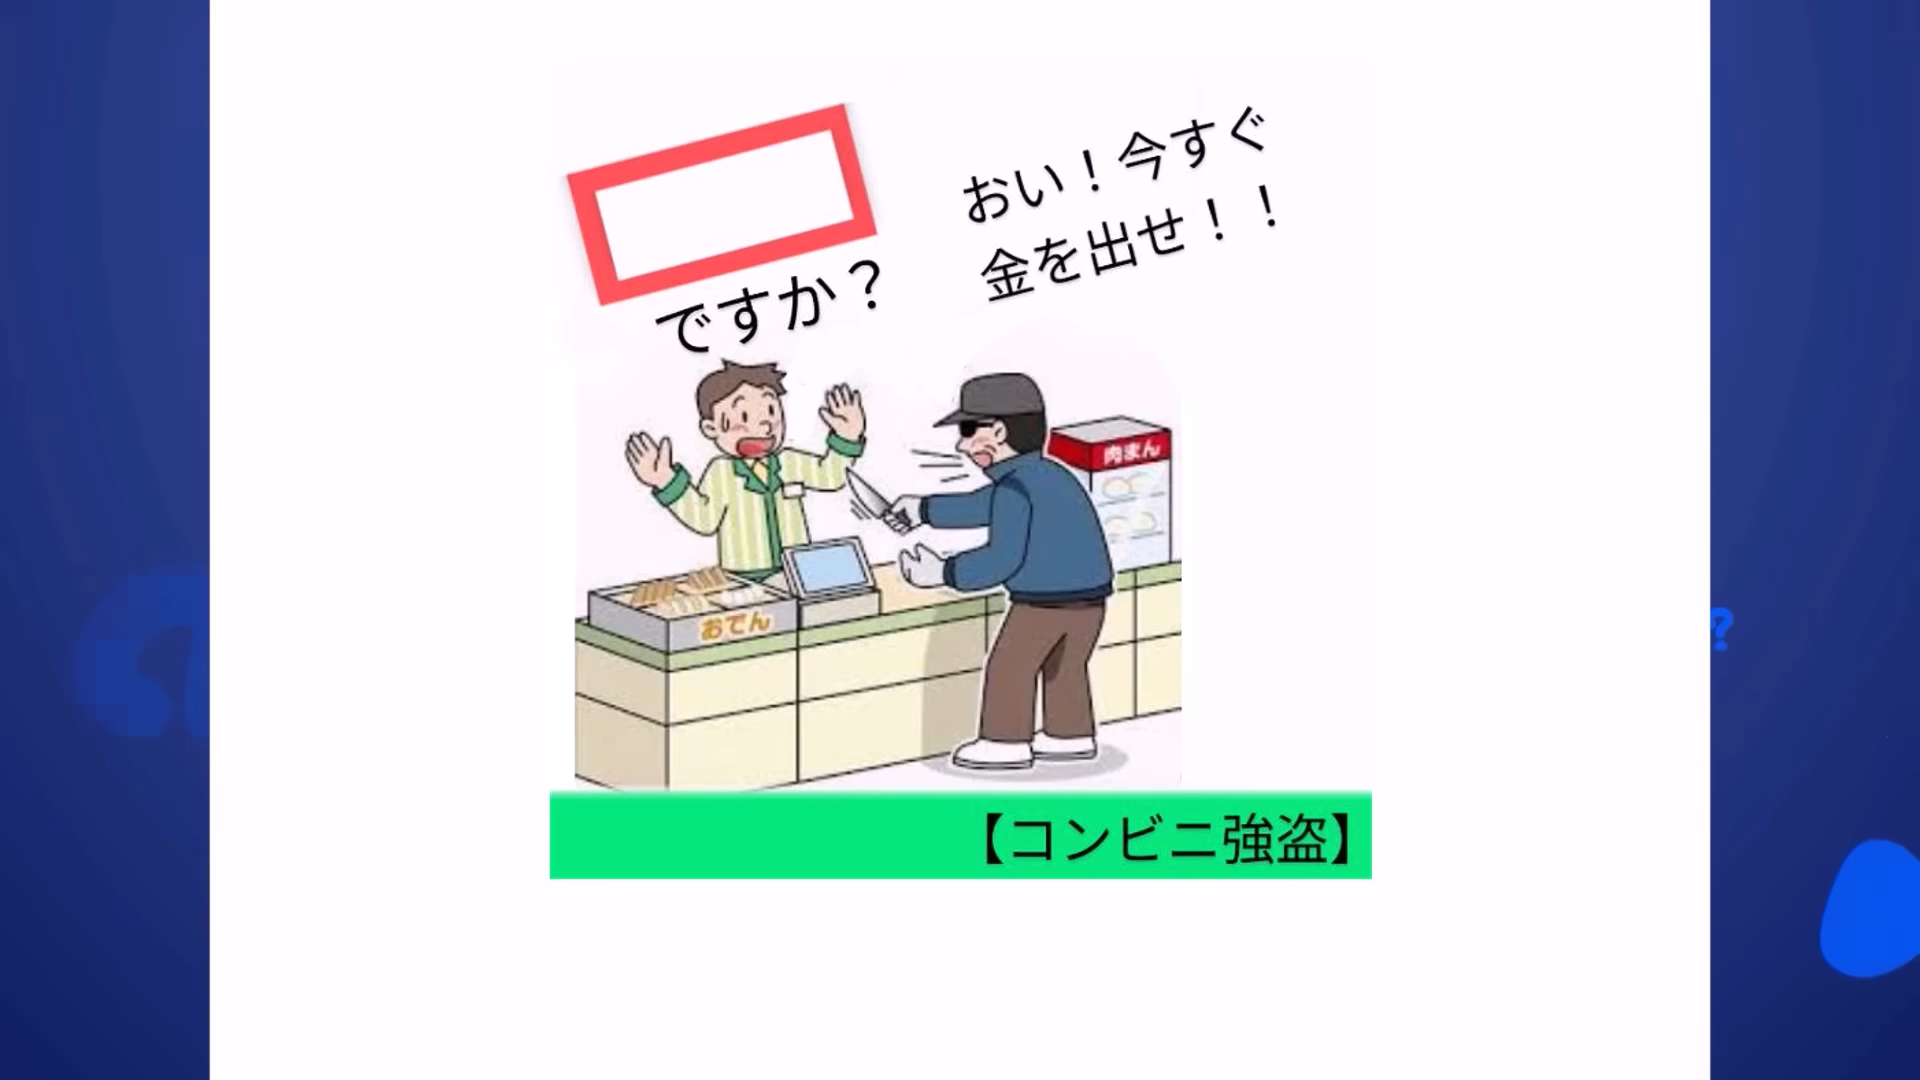 おい！今すぐ
金を出せ！！
ですか？
肉まん
おでん
【コンビニ強盗】
?